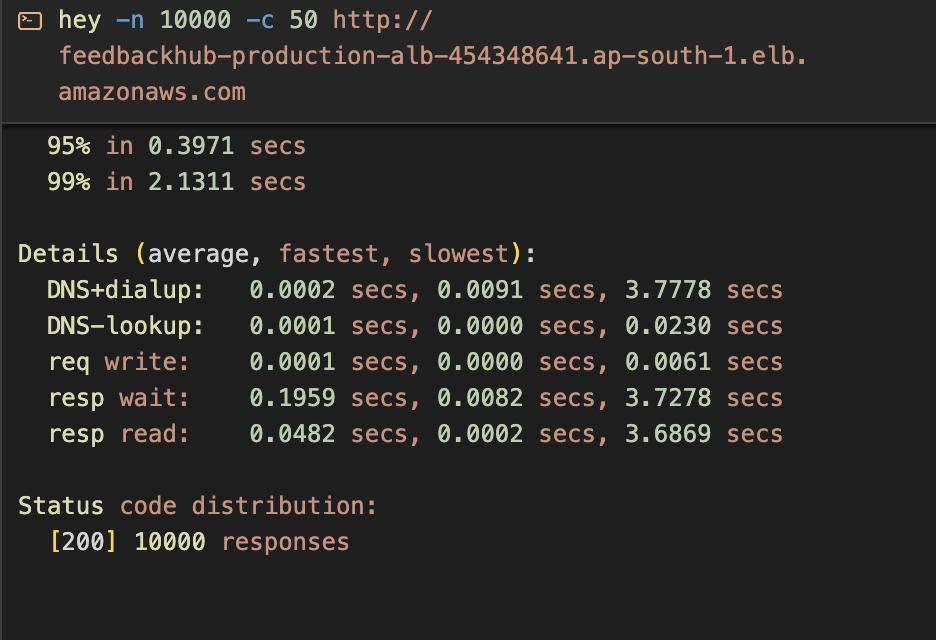 hey -n 10000 -c 50 http://
feedbackhub-production-alb-454348641.ap-south-1.elb.
amazonaws.com
95% in 0.3971 secs
99% in 2.1311 secs
Details (average, fastest, slowest):
DNS+dialup: 0.0002 secs, 0.0091 secs, 3.7778 secs
DNS-lookup: 0.0001 secs, 0.0000 secs, 0.0230 secs
req write: 0.0001 secs, 0.0000 secs, 0.0061 secs
resp wait: 0.1959 secs, 0.0082 secs, 3.7278 secs
resp read: 0.0482 secs, 0.0002 secs, 3.6869 secs
Status code distribution:
[200] 10000 responses